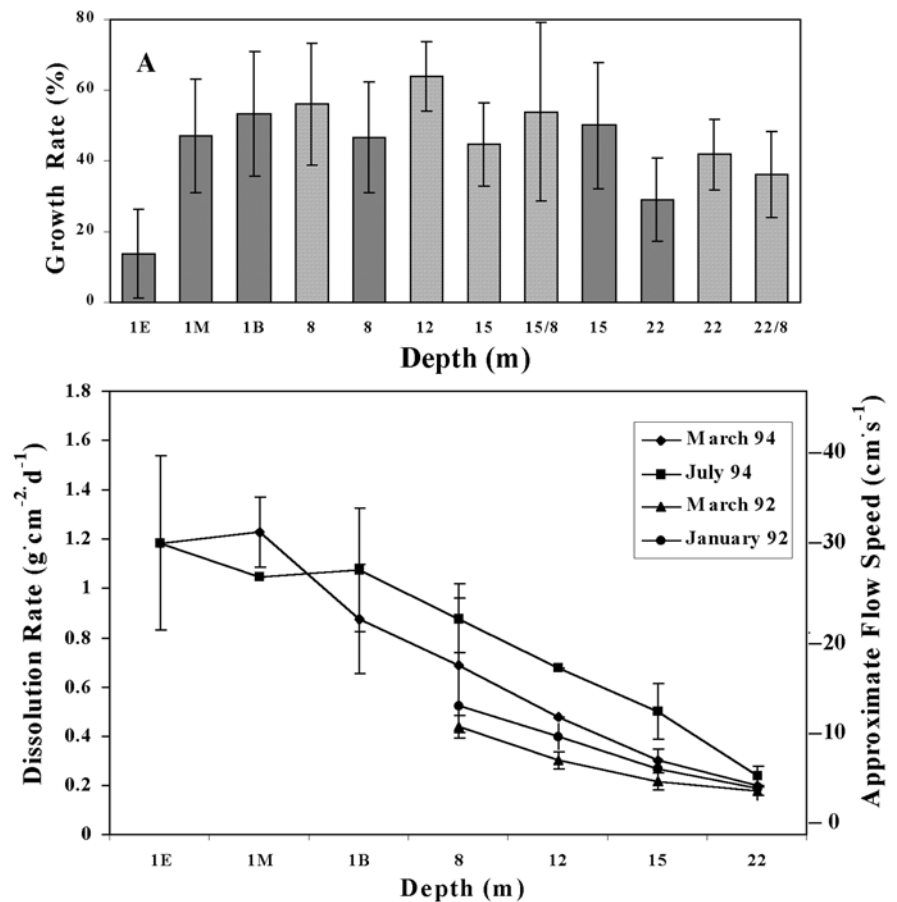 A
Growth Rate (%)
80
60
40
20
0
1E 1M 1B 8 8 12 15 15/8 15 22 22 22/8
Depth (m)
Dissolution Rate (g·cm⁻²·d⁻¹)
1.8
1.6
1.4
1.2
1
0.8
0.6
0.4
0.2
0
March 94
July 94
March 92
January 92
40
30
20
10
0
Approximate Flow Speed (cm·s⁻¹)
1E 1M 1B 8 12 15 22
Depth (m)